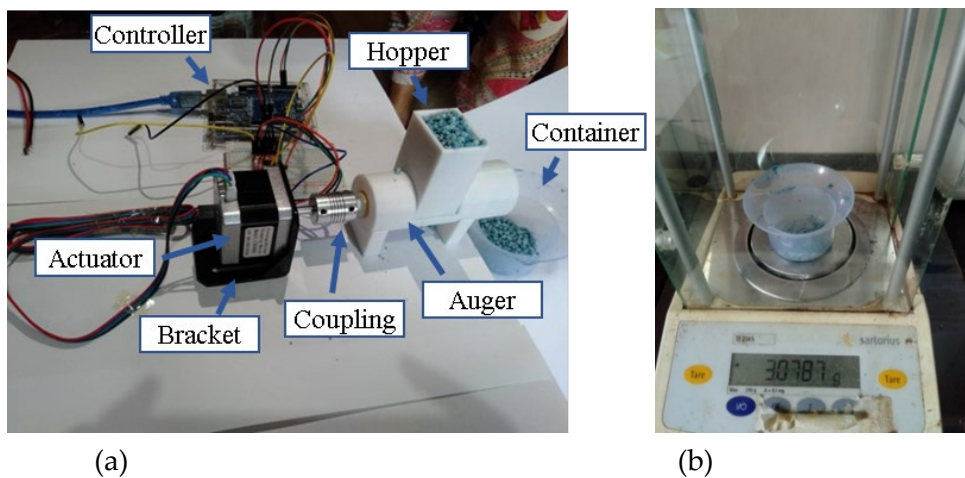 Controller
Hopper
Container
Actuator
Bracket
Coupling
Auger
sartorius
Tare
30787 g
Tare
I/⏻
(a)
(b)